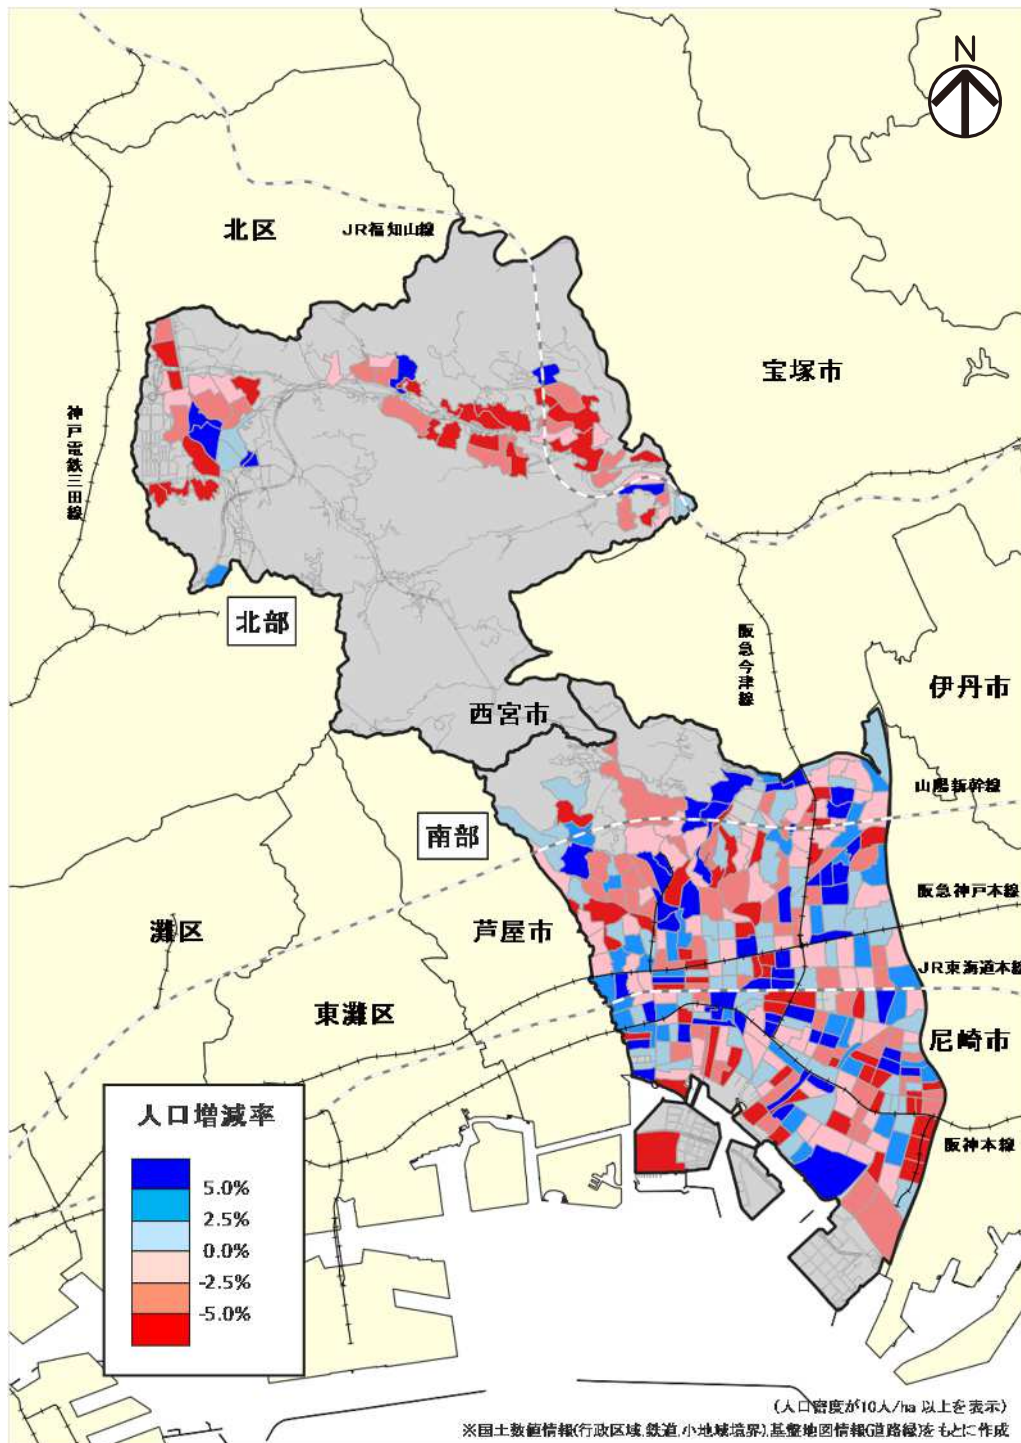 N
北区
JR福知山線
宝塚市
神戸電鉄三田線
北部
阪急今津線
伊丹市
西宮市
山陽新幹線
南部
阪急神戸本線
灘区
芦屋市
JR東海道本線
東灘区
尼崎市
人口増減率
阪神本線
5.0%
2.5%
0.0%
-2.5%
-5.0%
(人口密度が10人/ha 以上を表示)
※国土数値情報(行政区域,鉄道,小地域境界),基盤地図情報(道路縁)をもとに作成